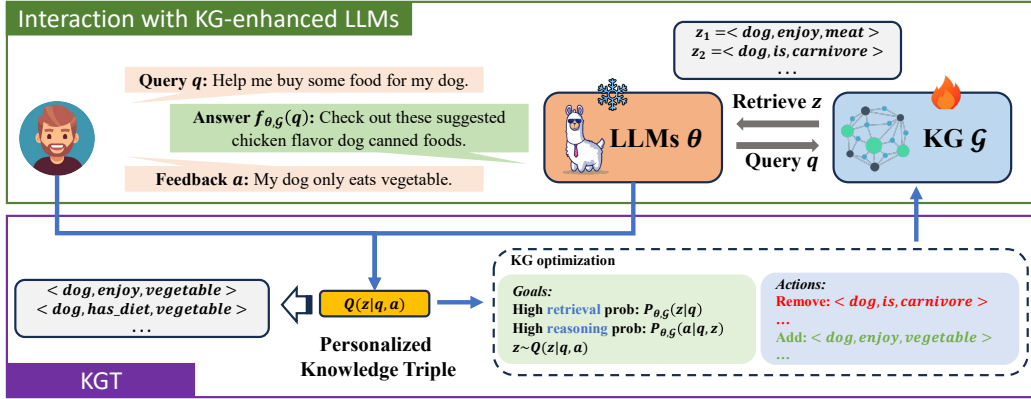 Interaction with KG-enhanced LLMs
Query q: Help me buy some food for my dog.
Answer f_{θ,𝒢}(q): Check out these suggested
chicken flavor dog canned foods.
Feedback a: My dog only eats vegetable.
z₁ =< dog, enjoy, meat >
z₂ =< dog, is, carnivore >
...
LLMs θ
Retrieve z
Query q
KG 𝒢
< dog, enjoy, vegetable >
< dog, has_diet, vegetable >
...
Q(z|q, a)
Personalized
Knowledge Triple
KG optimization
Goals:
High retrieval prob: P_{θ,𝒢}(z|q)
High reasoning prob: P_{θ,𝒢}(a|q, z)
z~Q(z|q, a)
Actions:
Remove: < dog, is, carnivore >
...
Add: < dog, enjoy, vegetable >
...
KGT